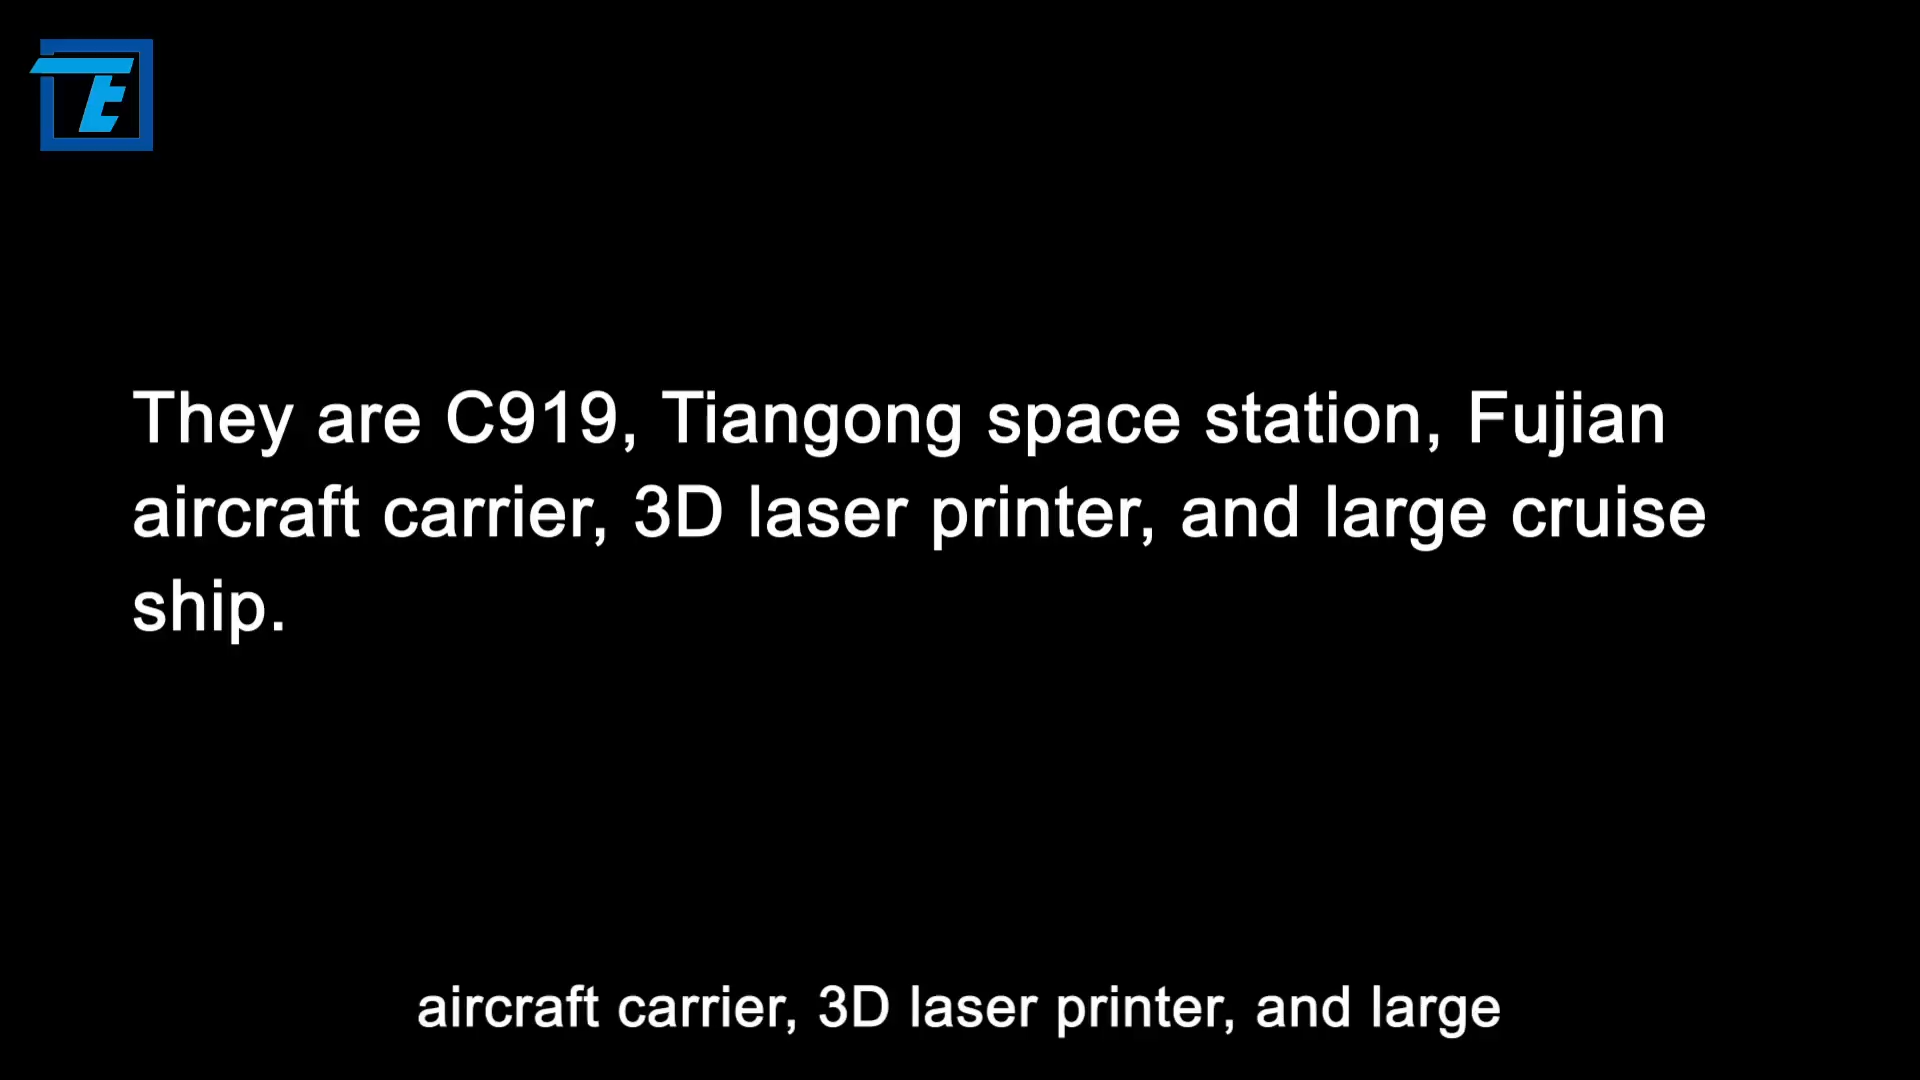 TE
They are C919, Tiangong space station, Fujian
aircraft carrier, 3D laser printer, and large cruise
ship.
aircraft carrier, 3D laser printer, and large